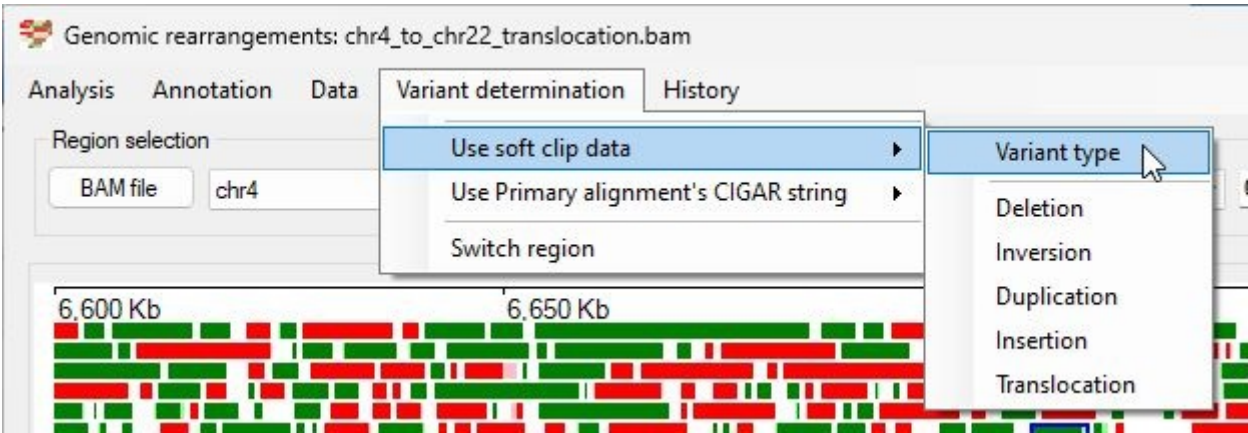 Genomic rearrangements: chr4_to_chr22_translocation.bam
Analysis Annotation Data Variant determination History
Region selection
BAM file chr4
Use soft clip data
Use Primary alignment's CIGAR string
Switch region
Variant type
Deletion
Inversion
Duplication
Insertion
Translocation
6,600 Kb 6,650 Kb